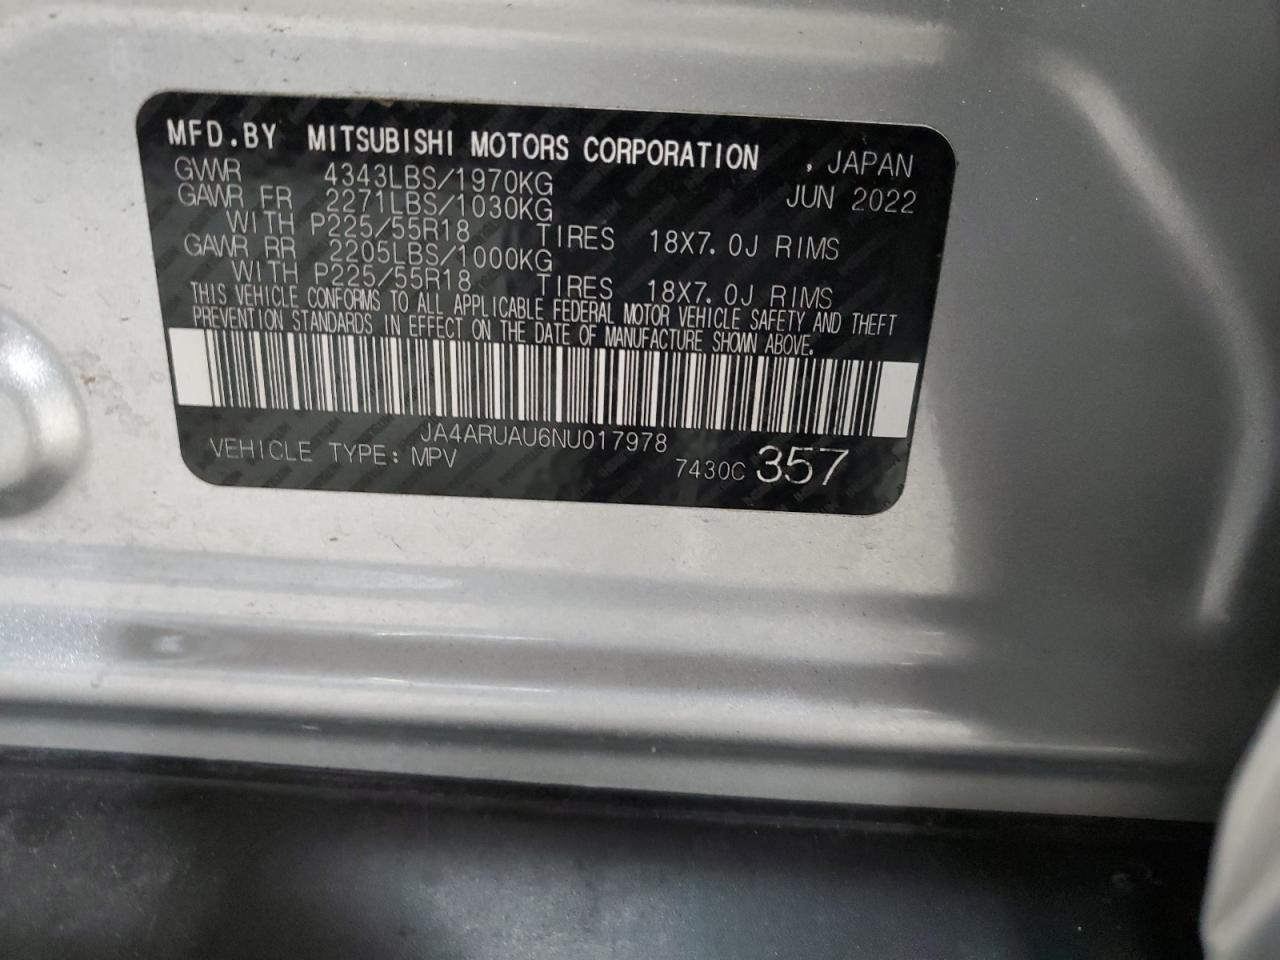 MFD.BY MITSUBISHI MOTORS CORPORATION , JAPAN
GVWR 4343LBS/1970KG JUN 2022
GAWR FR 2271LBS/1030KG
WITH P225/55R18 TIRES 18X7.0J RIMS
GAWR RR 2205LBS/1000KG
WITH P225/55R18 TIRES 18X7.0J RIMS
THIS VEHICLE CONFORMS TO ALL APPLICABLE FEDERAL MOTOR VEHICLE SAFETY AND THEFT
PREVENTION STANDARDS IN EFFECT ON THE DATE OF MANUFACTURE SHOWN ABOVE.
JA4ARUAU6NU017978
VEHICLE TYPE: MPV 7430C 357